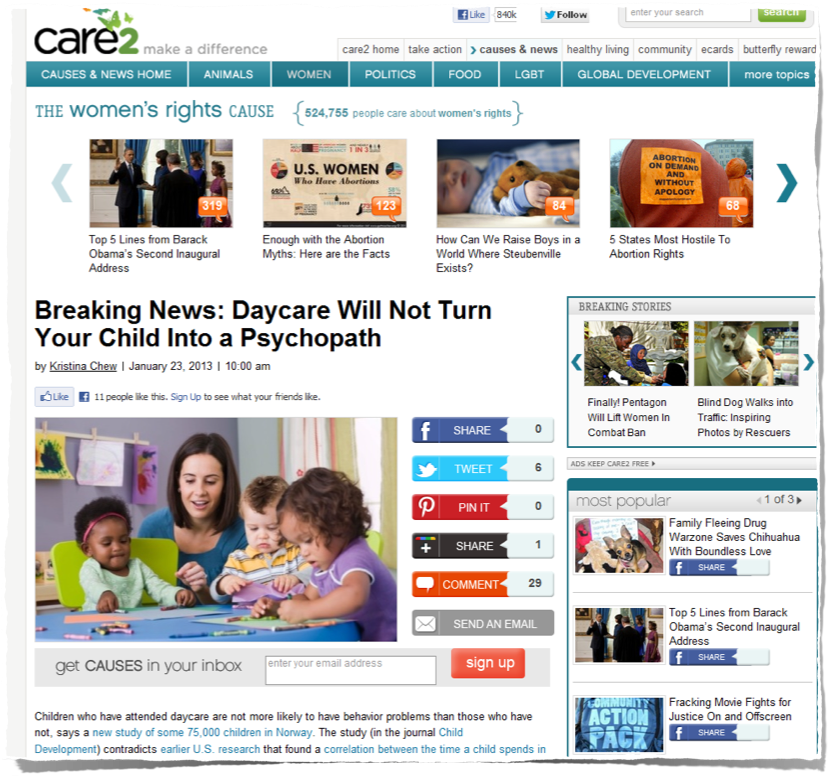 Like 840k Follow enter your search search
care2 make a difference
care2 home take action causes & news healthy living community ecards butterfly reward
CAUSES & NEWS HOME ANIMALS WOMEN POLITICS FOOD LGBT GLOBAL DEVELOPMENT more topics
THE women's rights CAUSE {524,755 people care about women's rights}
319
Top 5 Lines from Barack
Obama's Second Inaugural
Address
U.S. WOMEN
Who Have Abortions
123
Enough with the Abortion
Myths: Here are the Facts
84
How Can We Raise Boys in a
World Where Steubenville
Exists?
ABORTION
ON DEMAND
AND
WITHOUT
APOLOGY
68
5 States Most Hostile To
Abortion Rights
Breaking News: Daycare Will Not Turn
Your Child Into a Psychopath
by Kristina Chew | January 23, 2013 | 10:00 am
Like 11 people like this. Sign Up to see what your friends like.
SHARE 0
TWEET 6
PIN IT 0
SHARE 1
COMMENT 29
SEND AN EMAIL
get CAUSES in your inbox enter your email address sign up
Children who have attended daycare are not more likely to have behavior problems than those who have
not, says a new study of some 75,000 children in Norway. The study (in the journal Child
Development) contradicts earlier U.S. research that found a correlation between the time a child spends in
BREAKING STORIES
Finally! Pentagon
Will Lift Women In
Combat Ban
Blind Dog Walks into
Traffic: Inspiring
Photos by Rescuers
ADS KEEP CARE2 FREE
most popular 1 of 3
Family Fleeing Drug
Warzone Saves Chihuahua
With Boundless Love
SHARE
Top 5 Lines from Barack
Obama's Second Inaugural
Address
SHARE
COMMUNITY
ACTION
PACK
Fracking Movie Fights for
Justice On and Offscreen
SHARE